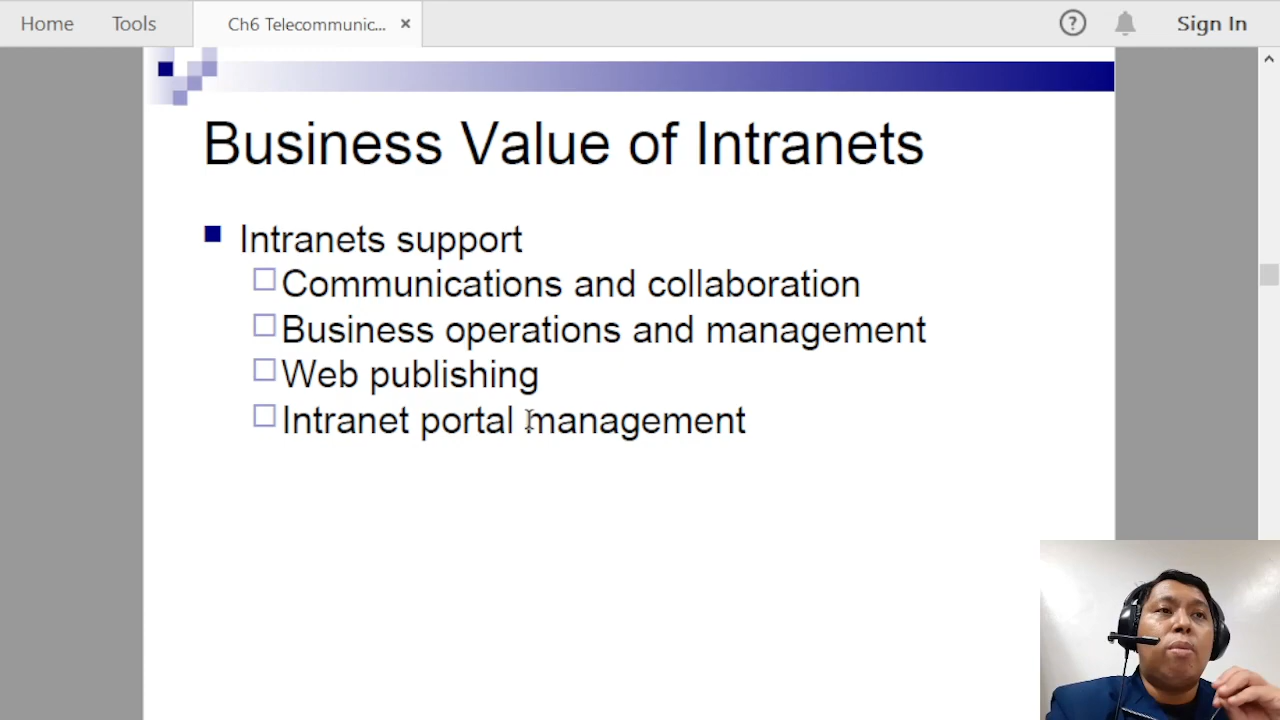 Home Tools Ch6 Telecommunic... × ? Sign In
Business Value of Intranets
Intranets support
Communications and collaboration
Business operations and management
Web publishing
Intranet portal management